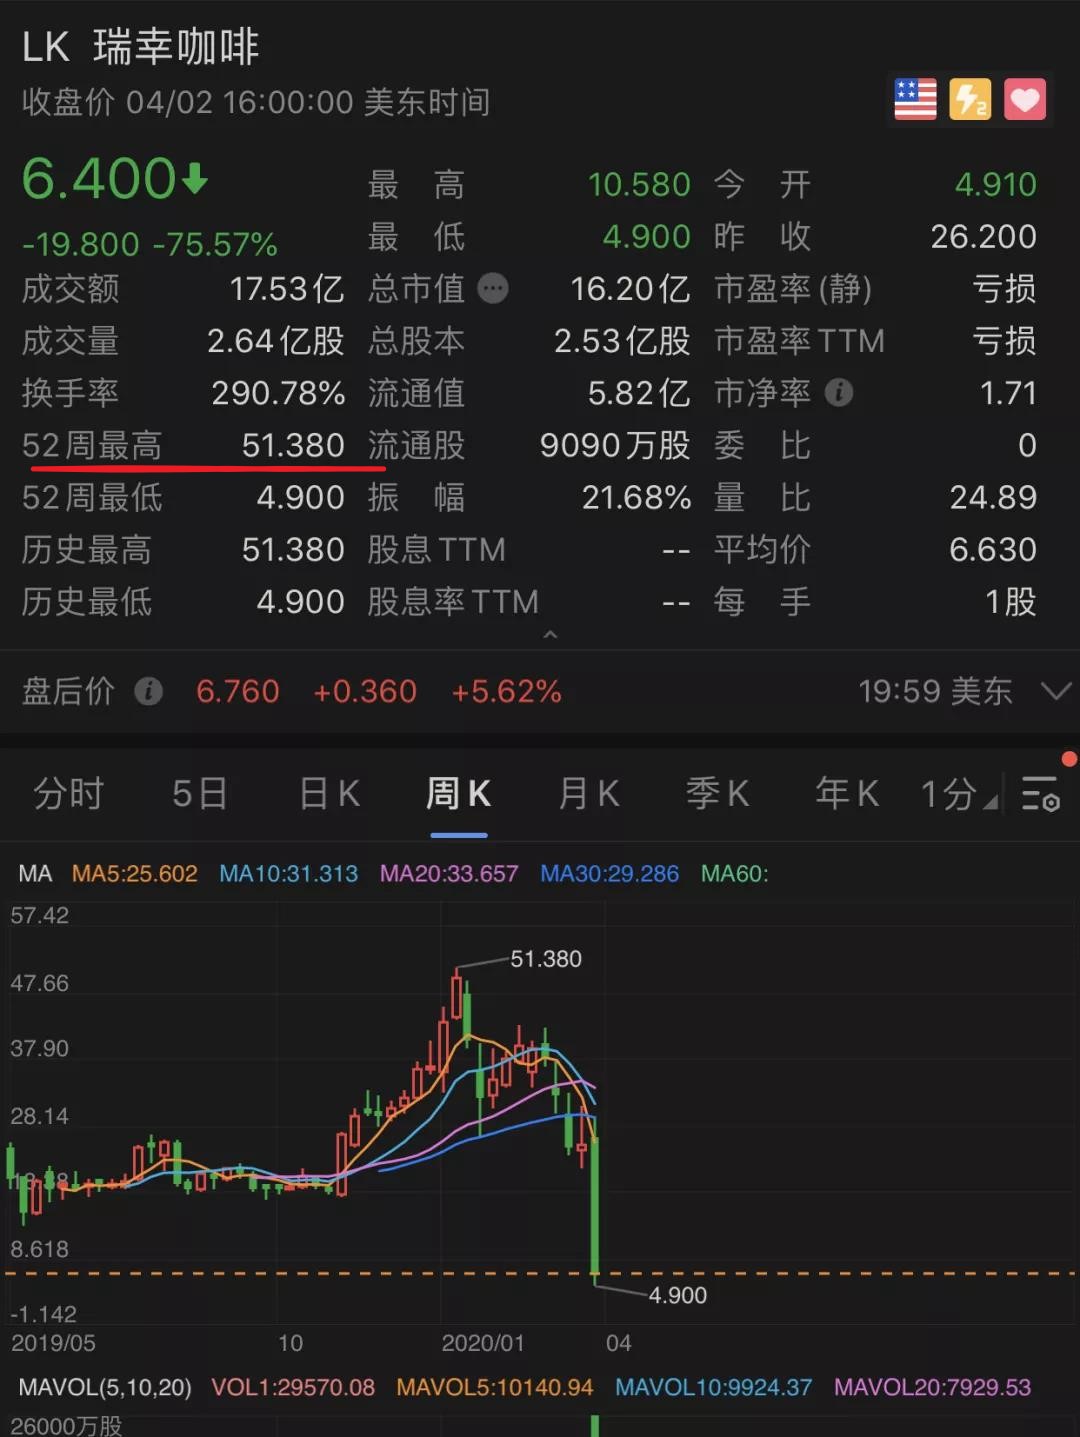 LK 瑞幸咖啡
收盘价 04/02 16:00:00 美东时间
6.400
-19.800 -75.57%
最高 10.580 今开 4.910
最低 4.900 昨收 26.200
成交额 17.53亿 总市值 16.20亿 市盈率(静) 亏损
成交量 2.64亿股 总股本 2.53亿股 市盈率TTM 亏损
换手率 290.78% 流通值 5.82亿 市净率 1.71
52周最高 51.380 流通股 9090万股 委比 0
52周最低 4.900 振幅 21.68% 量比 24.89
历史最高 51.380 股息TTM -- 平均价 6.630
历史最低 4.900 股息率TTM -- 每手 1股
盘后价 6.760 +0.360 +5.62% 19:59 美东
分时 5日 日K 周K 月K 季K 年K 1分
MA MA5:25.602 MA10:31.313 MA20:33.657 MA30:29.286 MA60:
57.42
51.380
47.66
37.90
28.14
18.38
8.618
4.900
-1.142
2019/05 10 2020/01 04
MAVOL(5,10,20) VOL1:29570.08 MAVOL5:10140.94 MAVOL10:9924.37 MAVOL20:7929.53
26000万股